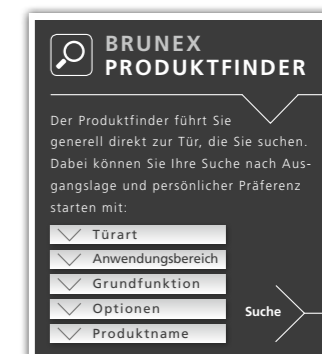 BRUNEX
PRODUKTFINDER
Der Produktfinder führt Sie
generell direkt zur Tür, die Sie suchen.
Dabei können Sie Ihre Suche nach Aus-
gangslage und persönlicher Präferenz
starten mit:
Türart
Anwendungsbereich
Grundfunktion
Optionen
Suche
Produktname